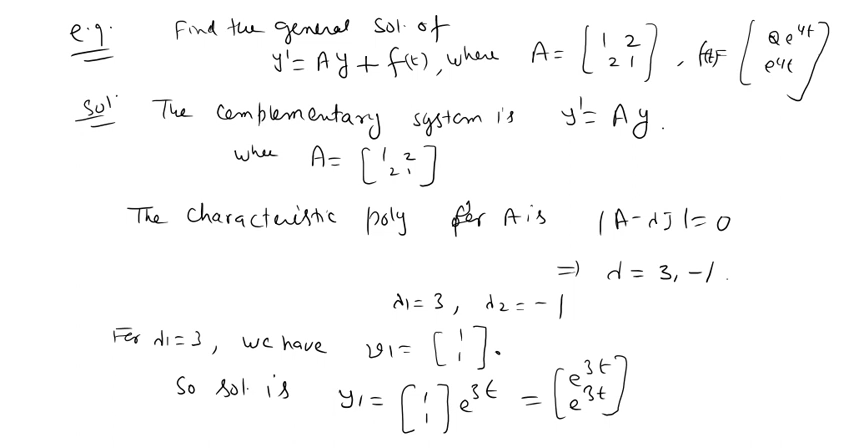 e.g. Find the general sol. of
y' = Ay + f(t), where A = [1 2; 2 1], f(t) = [2e^{4t}; e^{4t}]
Sol. The complementary system is y' = Ay.
where A = [1 2; 2 1]
The characteristic poly for A is |A-λI| = 0
⇒ λ = 3, -1.
λ1 = 3, λ2 = -1
For λ1 = 3, we have v1 = [1; 1].
So sol. is y1 = [1; 1] e^{3t} = [e^{3t}; e^{3t}]